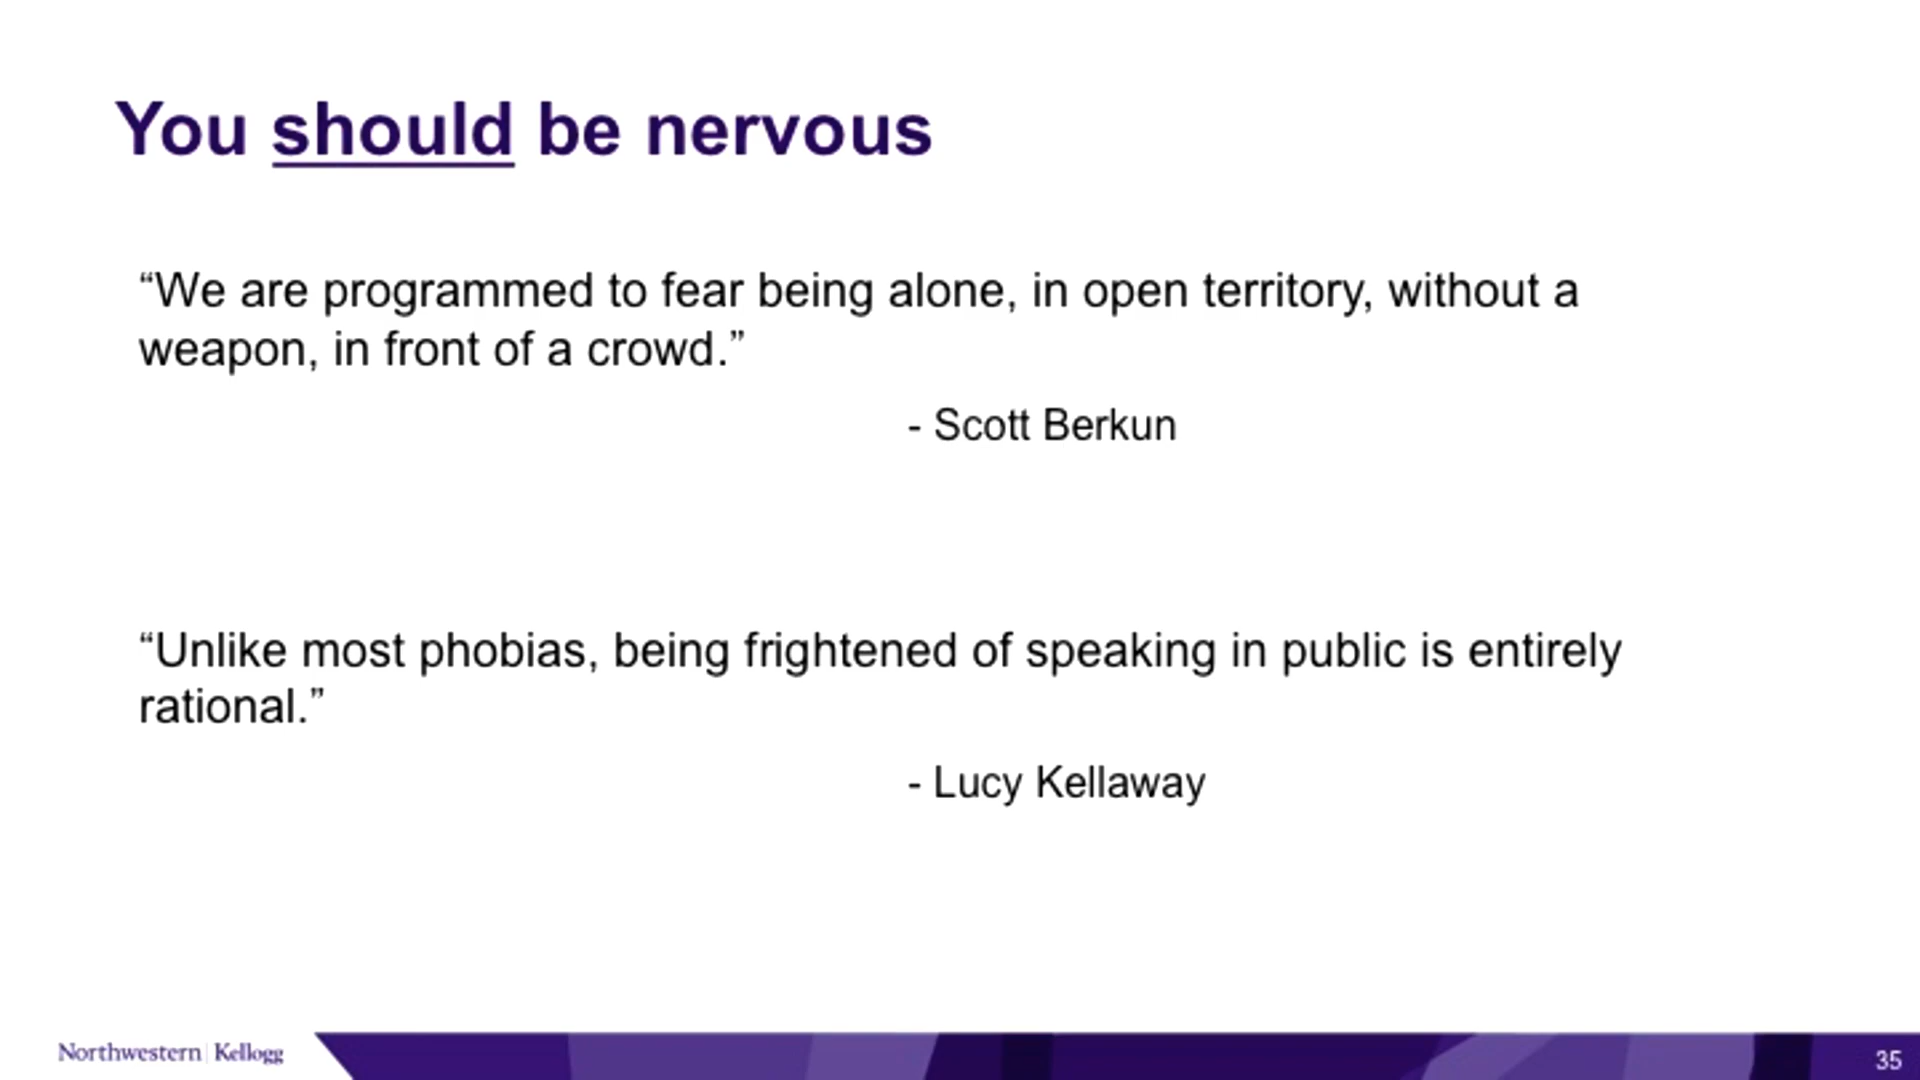 You should be nervous
“We are programmed to fear being alone, in open territory, without a
weapon, in front of a crowd.”
- Scott Berkun
“Unlike most phobias, being frightened of speaking in public is entirely
rational.”
- Lucy Kellaway
Northwestern | Kellogg
35